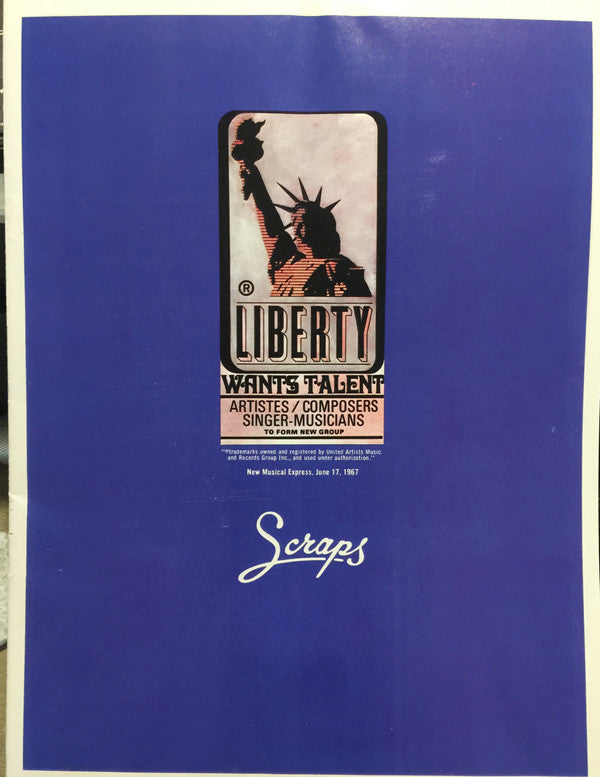 ®
LIBERTY
WANTS TALENT
ARTISTES/COMPOSERS
SINGER-MUSICIANS
TO FORM NEW GROUP
"®trademarks owned and registered by United Artists Music
and Records Group Inc., and used under authorization."
New Musical Express, June 17, 1967
Scraps